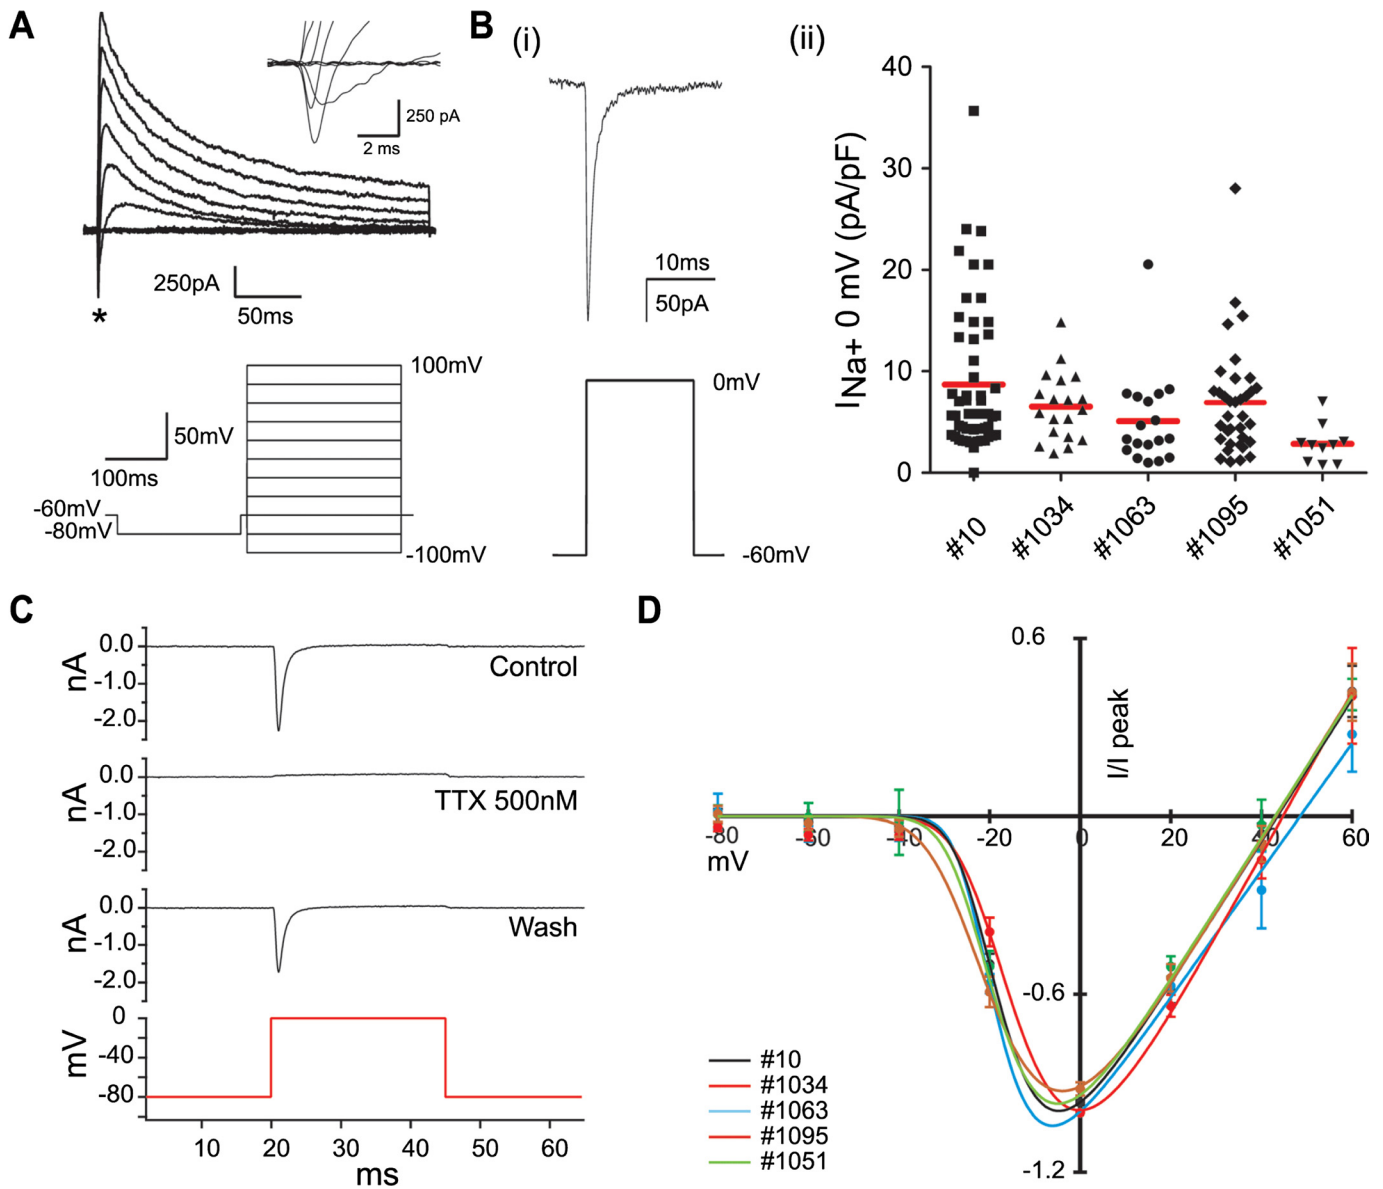 A
250 pA
2 ms
250pA
50ms
*
100mV
50mV
100ms
-60mV
-80mV
-100mV
B
(i)
10ms
50pA
0mV
-60mV
(ii)
40
30
20
10
0
INa+ 0 mV (pA/pF)
#10
#1034
#1063
#1095
#1051
C
0.0
-1.0
-2.0
nA
Control
0.0
-1.0
-2.0
nA
TTX 500nM
0.0
-1.0
-2.0
nA
Wash
0
-40
-80
mV
10
20
30
40
50
60
ms
D
0.6
I/I peak
-80
-60
-40
-20
0
20
40
60
mV
-0.6
-1.2
#10
#1034
#1063
#1095
#1051